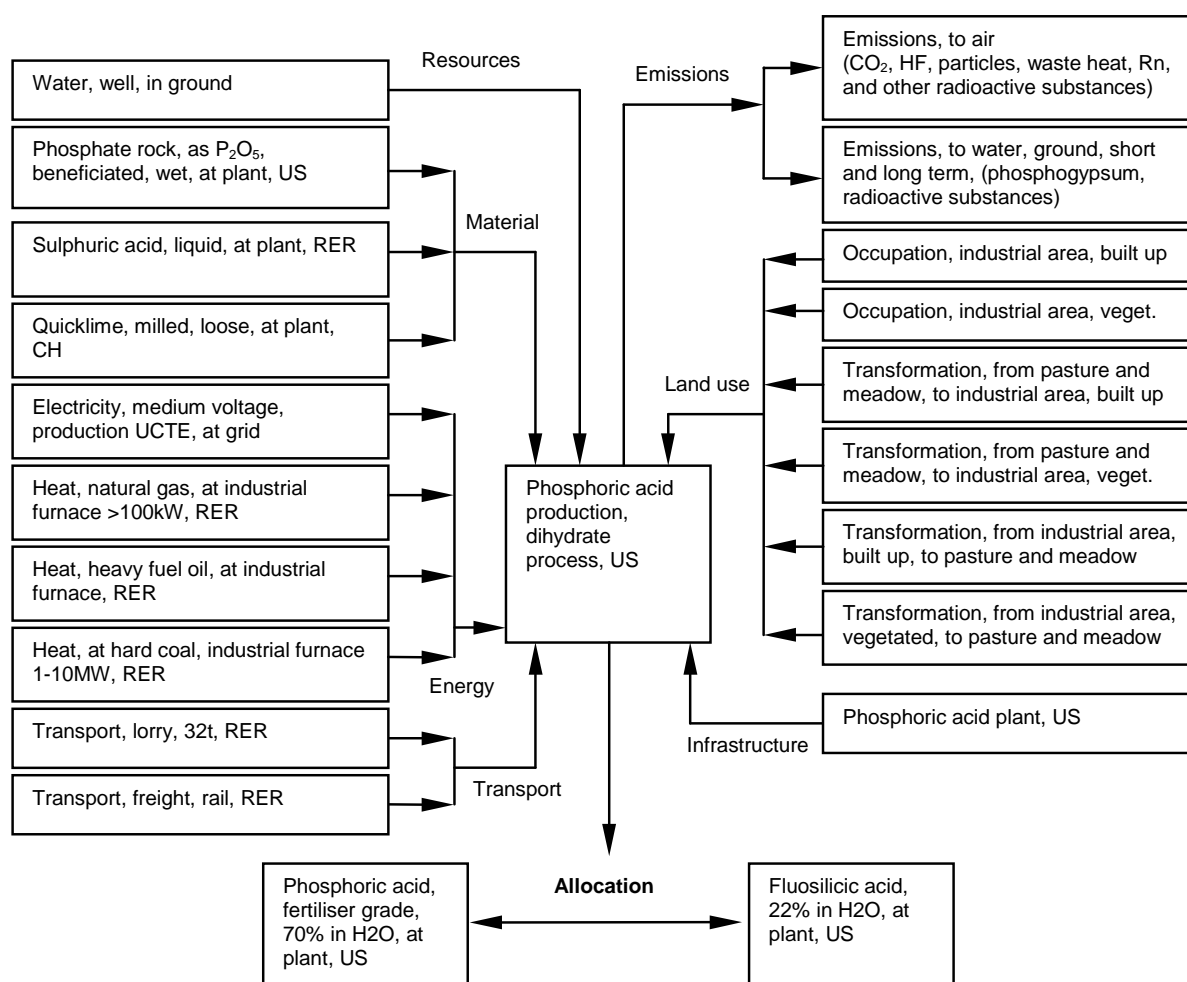 Resources
Water, well, in ground
Phosphate rock, as P₂O₅,
beneficiated, wet, at plant, US
Material
Sulphuric acid, liquid, at plant, RER
Quicklime, milled, loose, at plant,
CH
Electricity, medium voltage,
production UCTE, at grid
Heat, natural gas, at industrial
furnace >100kW, RER
Heat, heavy fuel oil, at industrial
furnace, RER
Heat, at hard coal, industrial furnace
1-10MW, RER
Energy
Transport, lorry, 32t, RER
Transport, freight, rail, RER
Transport
Phosphoric acid
production,
dihydrate
process, US
Emissions
Emissions, to air
(CO₂, HF, particles, waste heat, Rn,
and other radioactive substances)
Emissions, to water, ground, short
and long term, (phosphogypsum,
radioactive substances)
Occupation, industrial area, built up
Occupation, industrial area, veget.
Land use
Transformation, from pasture and
meadow, to industrial area, built up
Transformation, from pasture and
meadow, to industrial area, veget.
Transformation, from industrial area,
built up, to pasture and meadow
Transformation, from industrial area,
vegetated, to pasture and meadow
Phosphoric acid plant, US
Infrastructure
Phosphoric acid,
fertiliser grade,
70% in H2O, at
plant, US
Allocation
Fluosilicic acid,
22% in H2O, at
plant, US